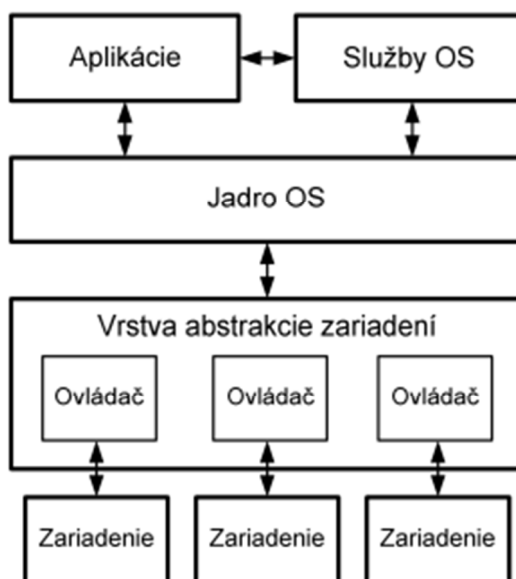 Aplikácie
Služby OS
Jadro OS
Vrstva abstrakcie zariadení
Ovládač
Ovládač
Ovládač
Zariadenie
Zariadenie
Zariadenie